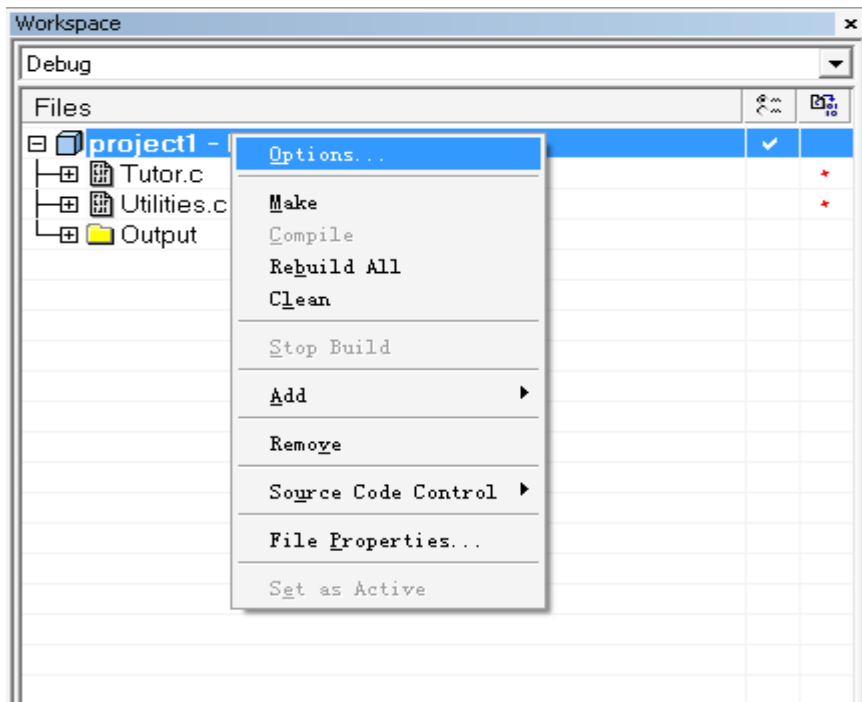 Workspace
Debug
Files
project1 -
Tutor.c
Utilities.c
Output
Options...
Make
Compile
Rebuild All
Clean
Stop Build
Add
Remove
Source Code Control
File Properties...
Set as Active